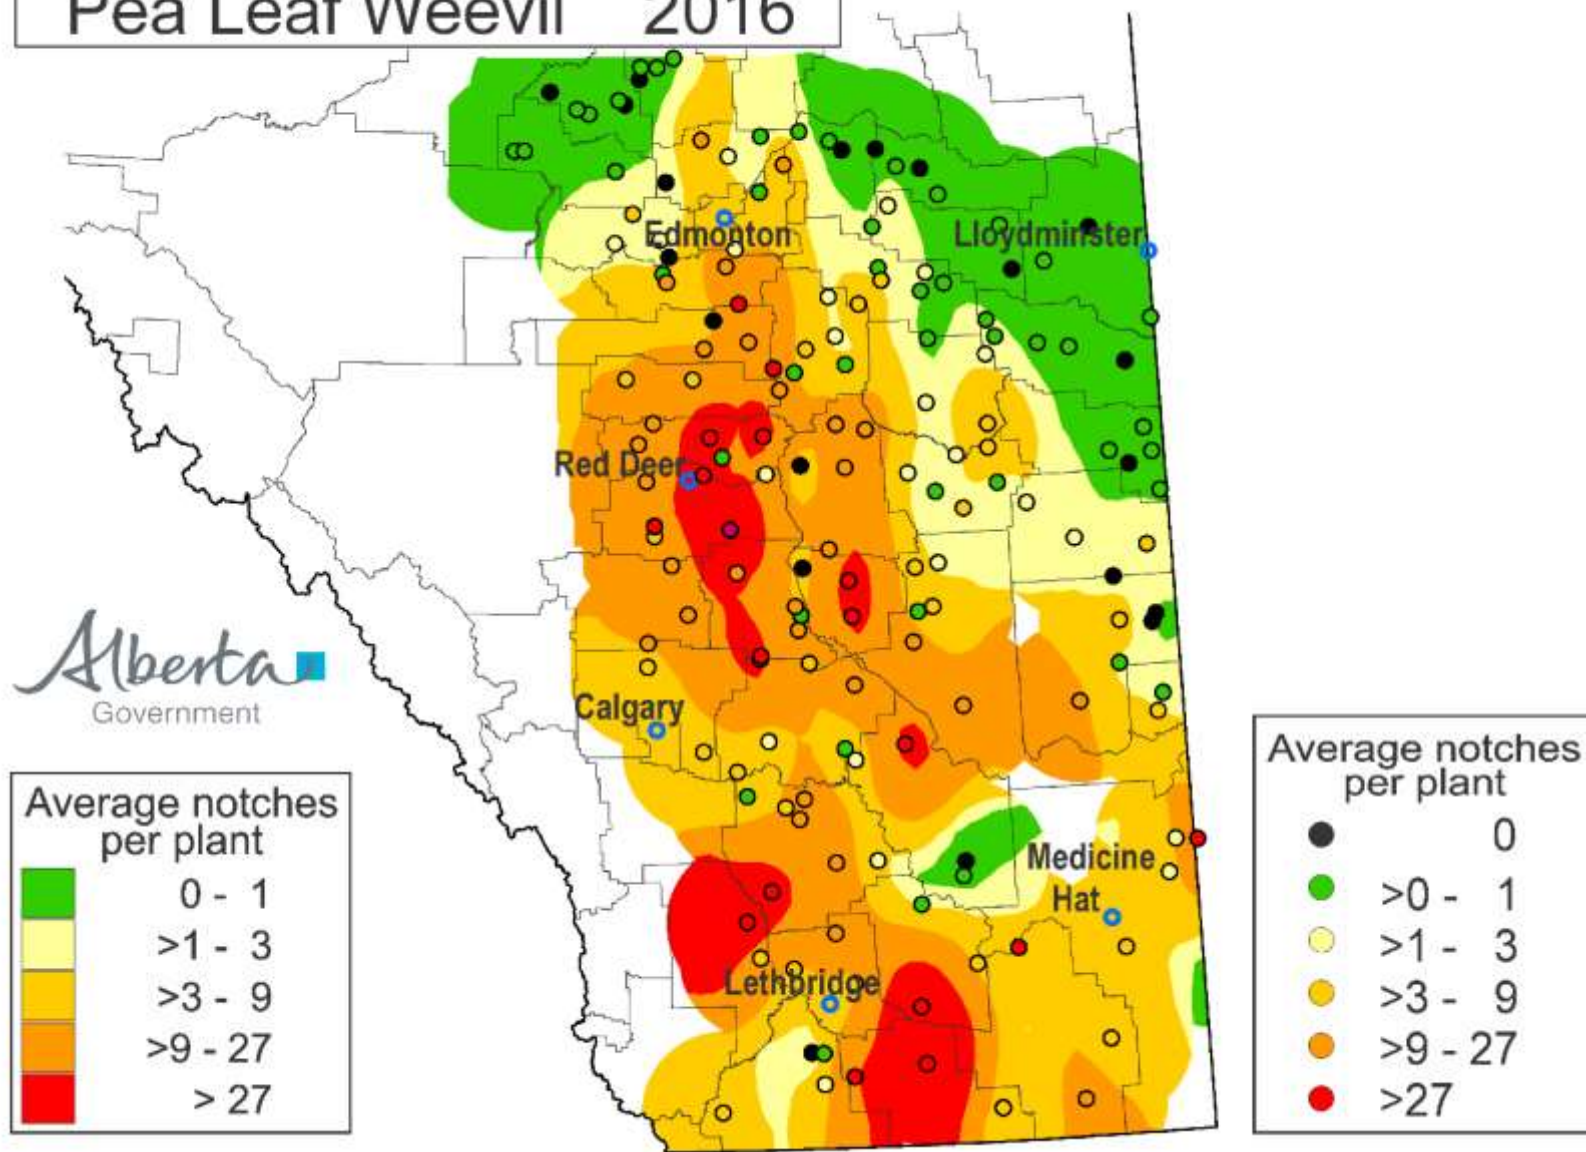 Pea Leaf Weevil 2016
Edmonton
Lloydminster
Red Deer
Alberta
Government
Calgary
Average notches
per plant
0 - 1
>1 - 3
>3 - 9
>9 - 27
> 27
Medicine
Hat
Lethbridge
Average notches
per plant
0
>0 - 1
>1 - 3
>3 - 9
>9 - 27
>27